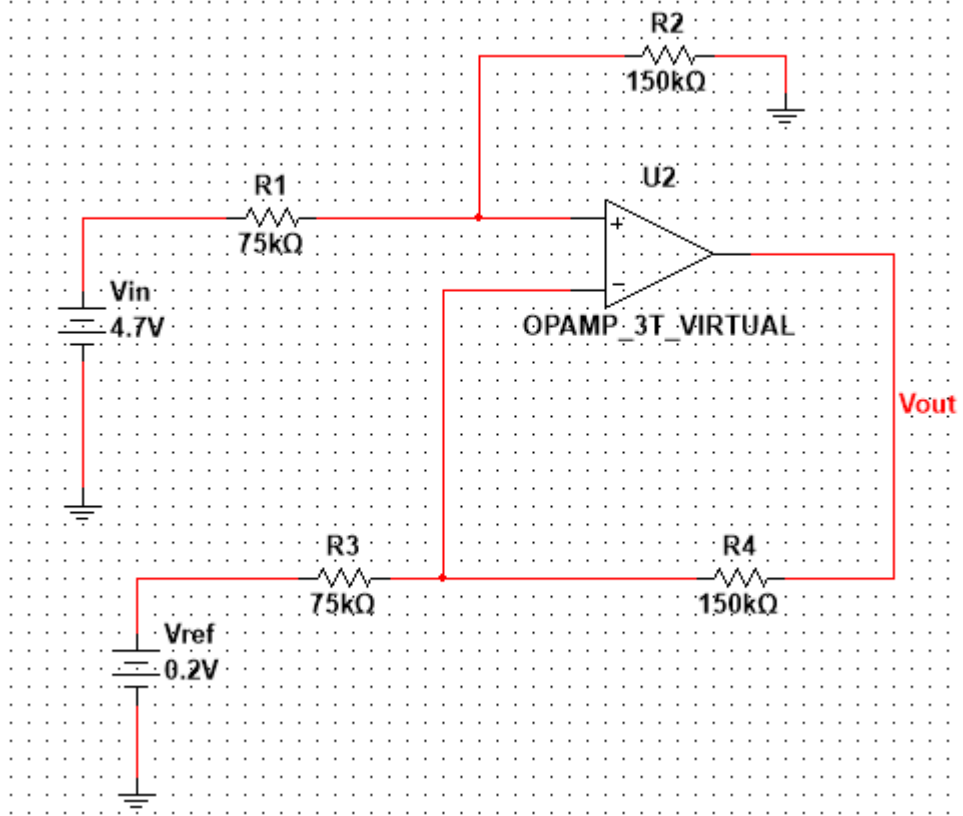 R2
150kΩ
U2
R1
75kΩ
+
Vin
4.7V
−
OPAMP_3T_VIRTUAL
Vout
R3
75kΩ
R4
150kΩ
Vref
0.2V